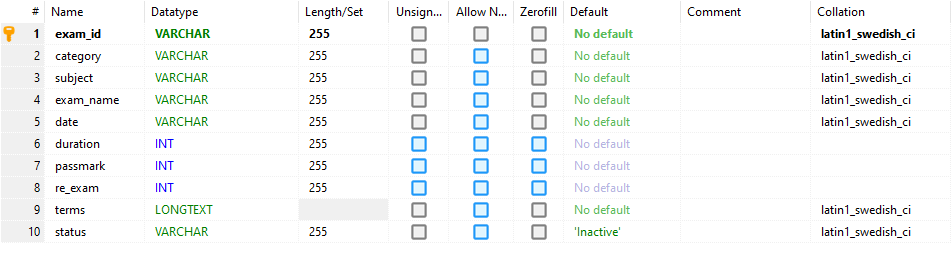 # Name Datatype Length/Set Unsign... Allow N... Zerofill Default Comment Collation
1 exam_id VARCHAR 255 No default latin1_swedish_ci
2 category VARCHAR 255 No default latin1_swedish_ci
3 subject VARCHAR 255 No default latin1_swedish_ci
4 exam_name VARCHAR 255 No default latin1_swedish_ci
5 date VARCHAR 255 No default latin1_swedish_ci
6 duration INT 255 No default
7 passmark INT 255 No default
8 re_exam INT 255 No default
9 terms LONGTEXT No default latin1_swedish_ci
10 status VARCHAR 255 'Inactive' latin1_swedish_ci